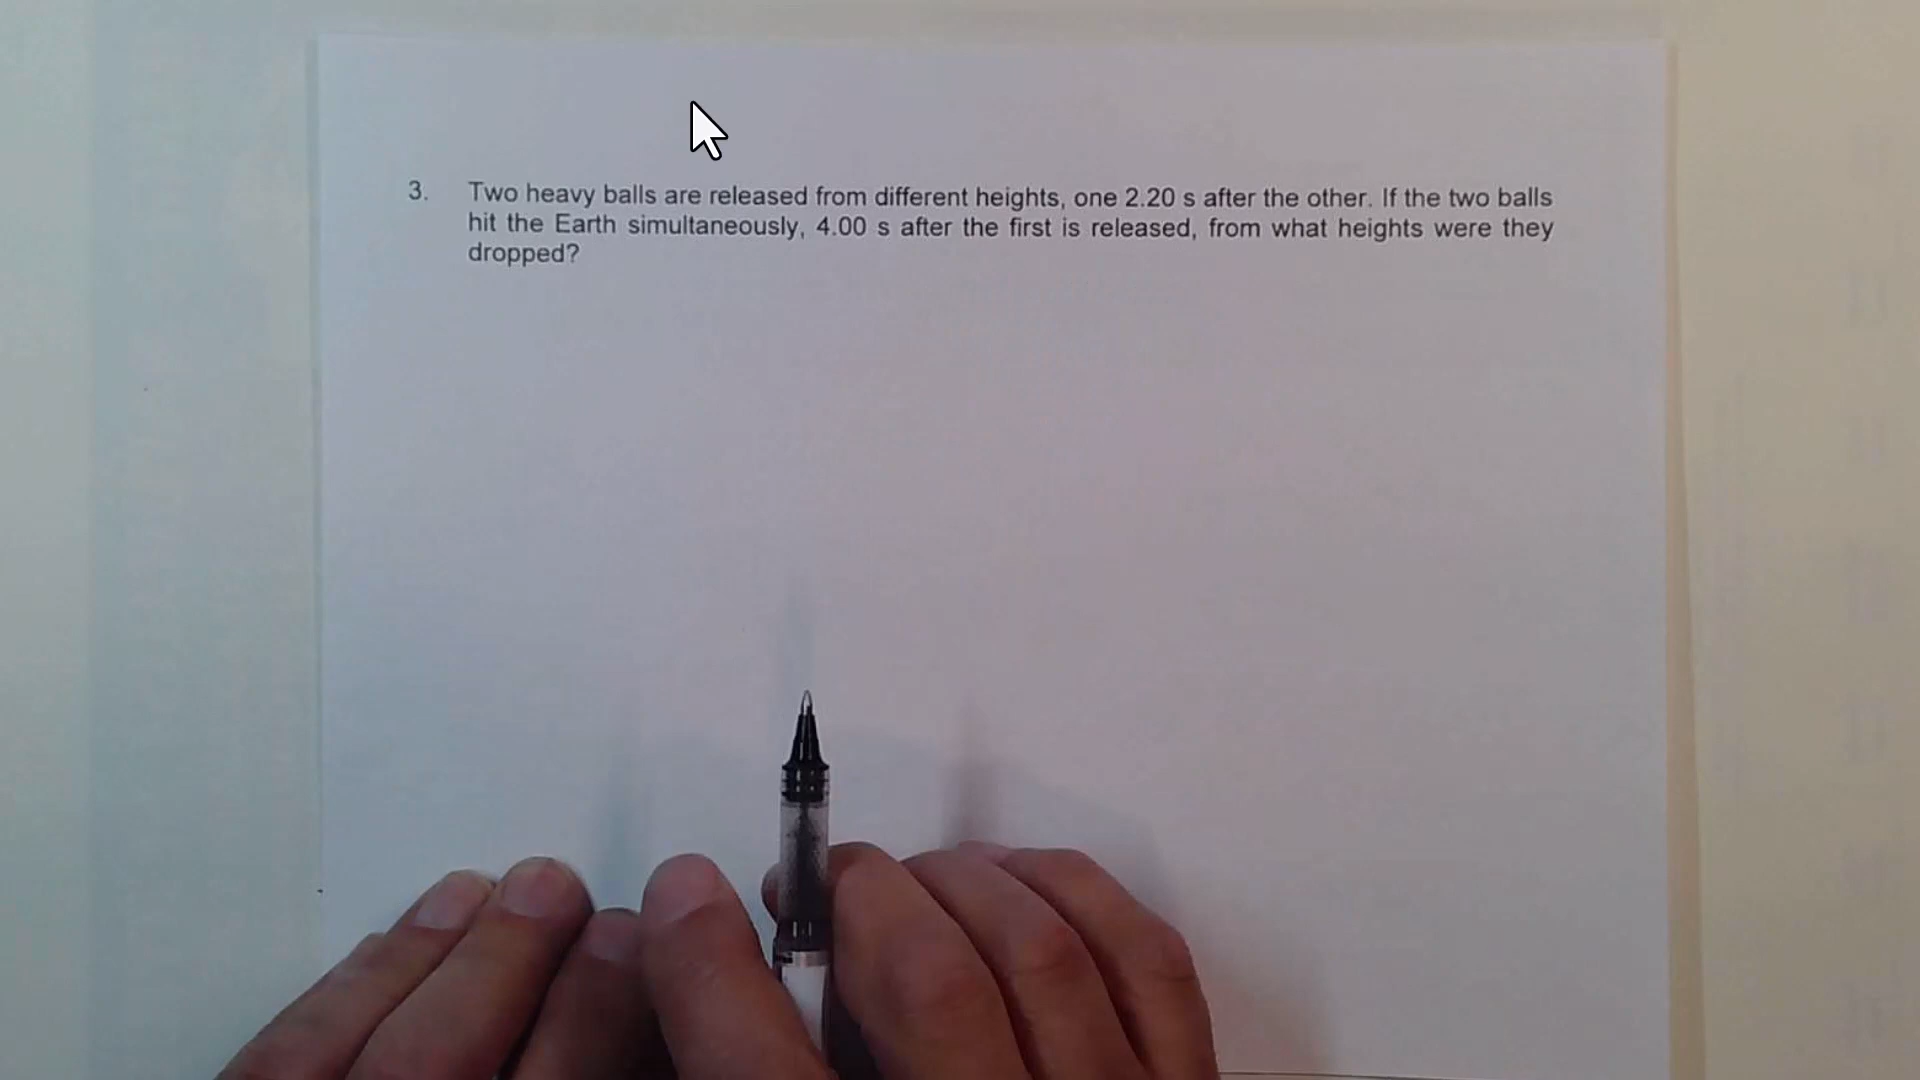 3. Two heavy balls are released from different heights, one 2.20 s after the other. If the two balls
hit the Earth simultaneously, 4.00 s after the first is released, from what heights were they
dropped?